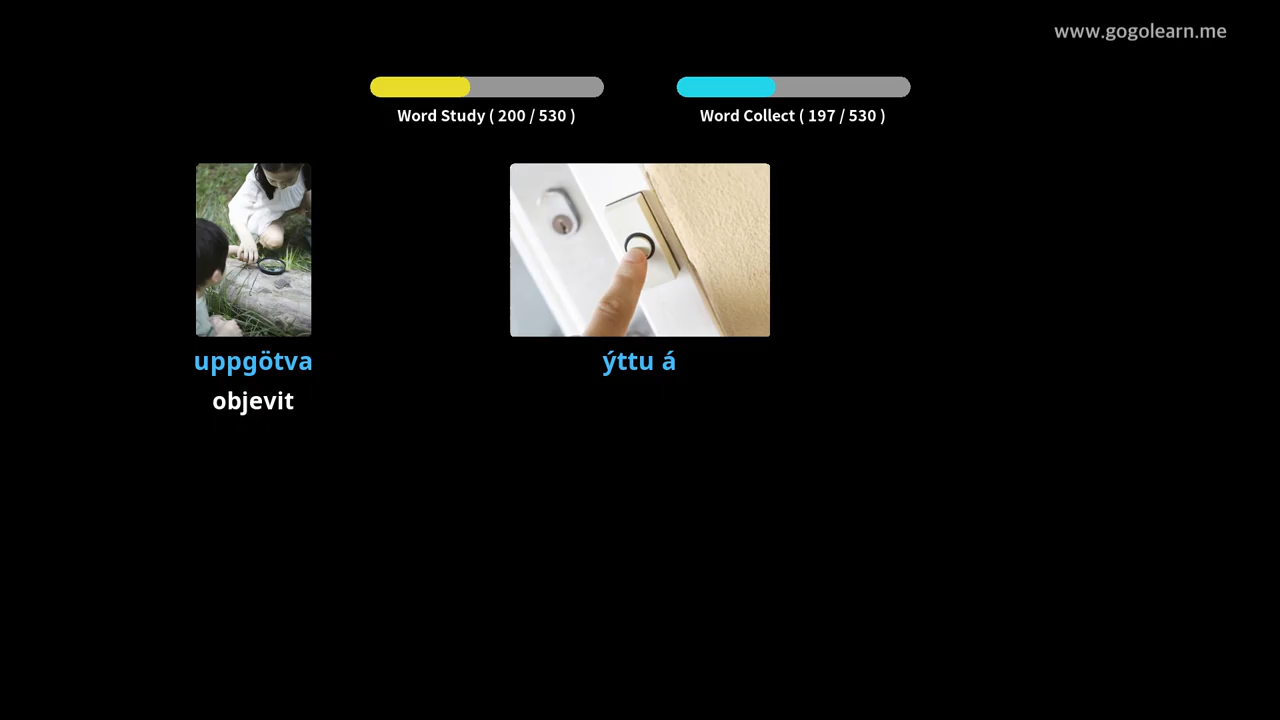 www.gogolearn.me
Word Study ( 200 / 530 )
Word Collect ( 197 / 530 )
uppgötva
objevit
ýttu á